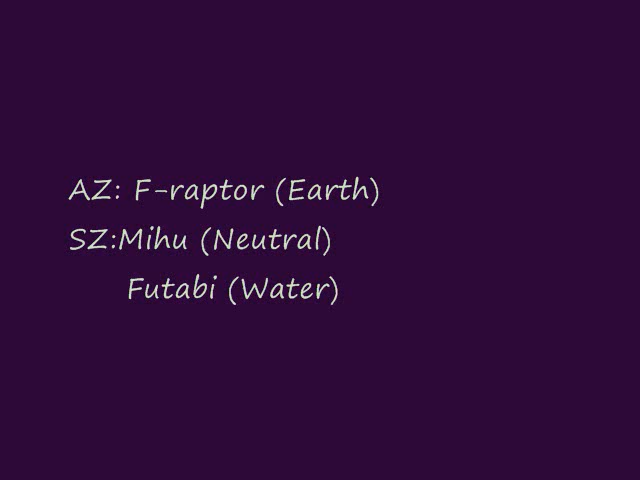 AZ: F-raptor (Earth)
SZ:Mihu (Neutral)
Futabi (Water)